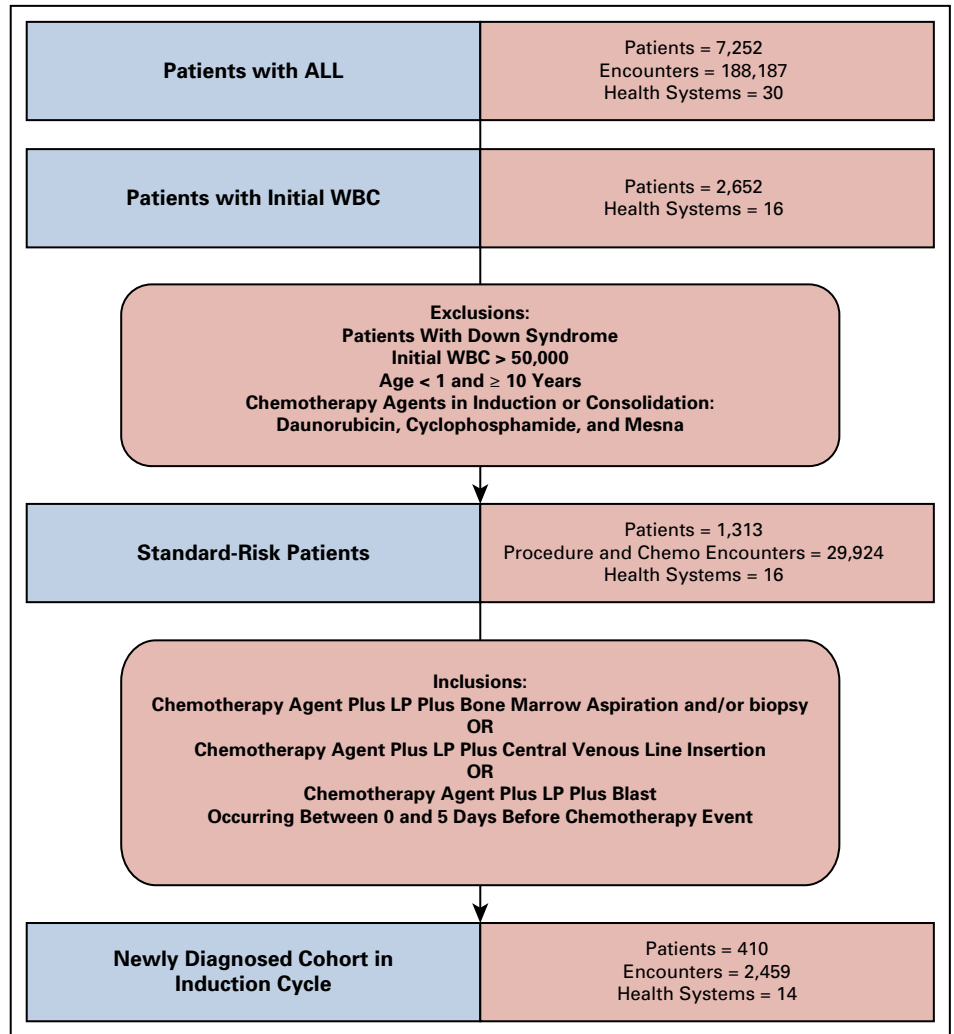 Patients with ALL
Patients = 7,252
Encounters = 188,187
Health Systems = 30
Patients with Initial WBC
Patients = 2,652
Health Systems = 16
Exclusions:
Patients With Down Syndrome
Initial WBC > 50,000
Age < 1 and ≥ 10 Years
Chemotherapy Agents in Induction or Consolidation:
Daunorubicin, Cyclophosphamide, and Mesna
Standard-Risk Patients
Patients = 1,313
Procedure and Chemo Encounters = 29,924
Health Systems = 16
Inclusions:
Chemotherapy Agent Plus LP Plus Bone Marrow Aspiration and/or biopsy
OR
Chemotherapy Agent Plus LP Plus Central Venous Line Insertion
OR
Chemotherapy Agent Plus LP Plus Blast
Occurring Between 0 and 5 Days Before Chemotherapy Event
Newly Diagnosed Cohort in
Induction Cycle
Patients = 410
Encounters = 2,459
Health Systems = 14